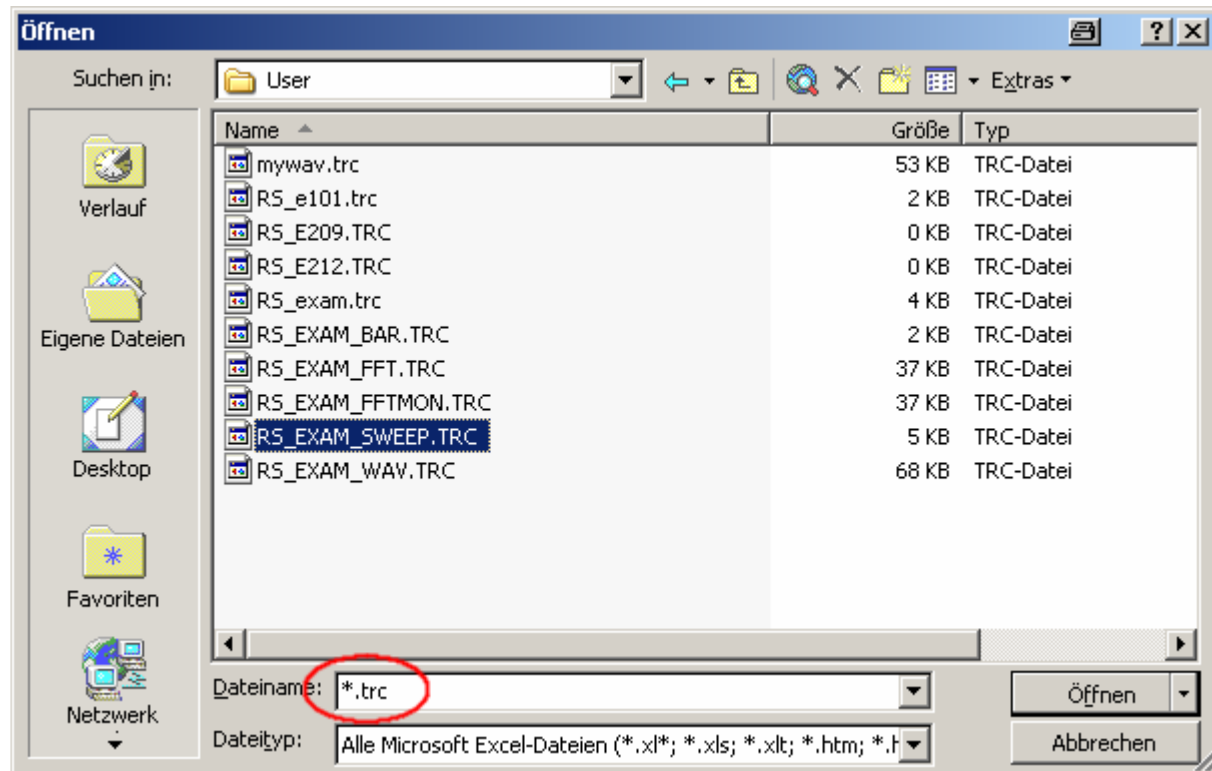 Öffnen
?
Suchen in:
User
Extras
Name
Größe
Typ
mywav.trc 53 KB TRC-Datei
RS_e101.trc 2 KB TRC-Datei
RS_E209.TRC 0 KB TRC-Datei
RS_E212.TRC 0 KB TRC-Datei
RS_exam.trc 4 KB TRC-Datei
RS_EXAM_BAR.TRC 2 KB TRC-Datei
RS_EXAM_FFT.TRC 37 KB TRC-Datei
RS_EXAM_FFTMON.TRC 37 KB TRC-Datei
RS_EXAM_SWEEP.TRC 5 KB TRC-Datei
RS_EXAM_WAV.TRC 68 KB TRC-Datei
Verlauf
Eigene Dateien
Desktop
Favoriten
Netzwerk
Dateiname: *.trc
Öffnen
Dateityp: Alle Microsoft Excel-Dateien (*.xl*; *.xls; *.xlt; *.htm; *.h
Abbrechen